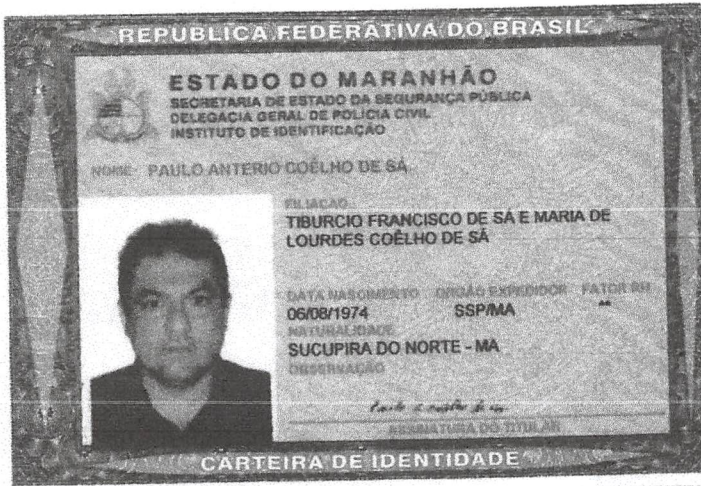 REPUBLICA FEDERATIVA DO BRASIL
ESTADO DO MARANHÃO
SECRETARIA DE ESTADO DA SEGURANÇA PÚBLICA
DELEGACIA GERAL DE POLÍCIA CIVIL
INSTITUTO DE IDENTIFICAÇÃO
NOME PAULO ANTERIO COÊLHO DE SÁ
FILIAÇÃO
TIBURCIO FRANCISCO DE SÁ E MARIA DE
LOURDES COÊLHO DE SÁ
DATA NASCIMENTO ORGÃO EXPEDIDOR FATOR RH
06/08/1974 SSP/MA **
NATURALIDADE
SUCUPIRA DO NORTE - MA
OBSERVAÇÃO
ASSINATURA DO TITULAR
CARTEIRA DE IDENTIDADE